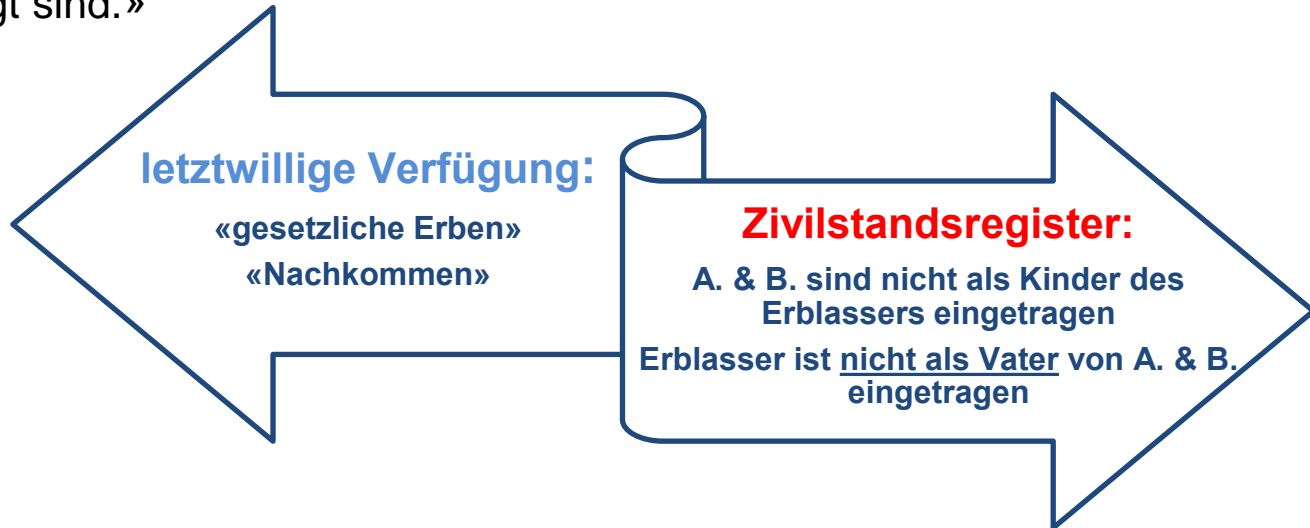 gt sind.»
letztwillige Verfügung:
«gesetzliche Erben»
«Nachkommen»
Zivilstandsregister:
A. & B. sind nicht als Kinder des
Erblassers eingetragen
Erblasser ist nicht als Vater von A. & B.
eingetragen